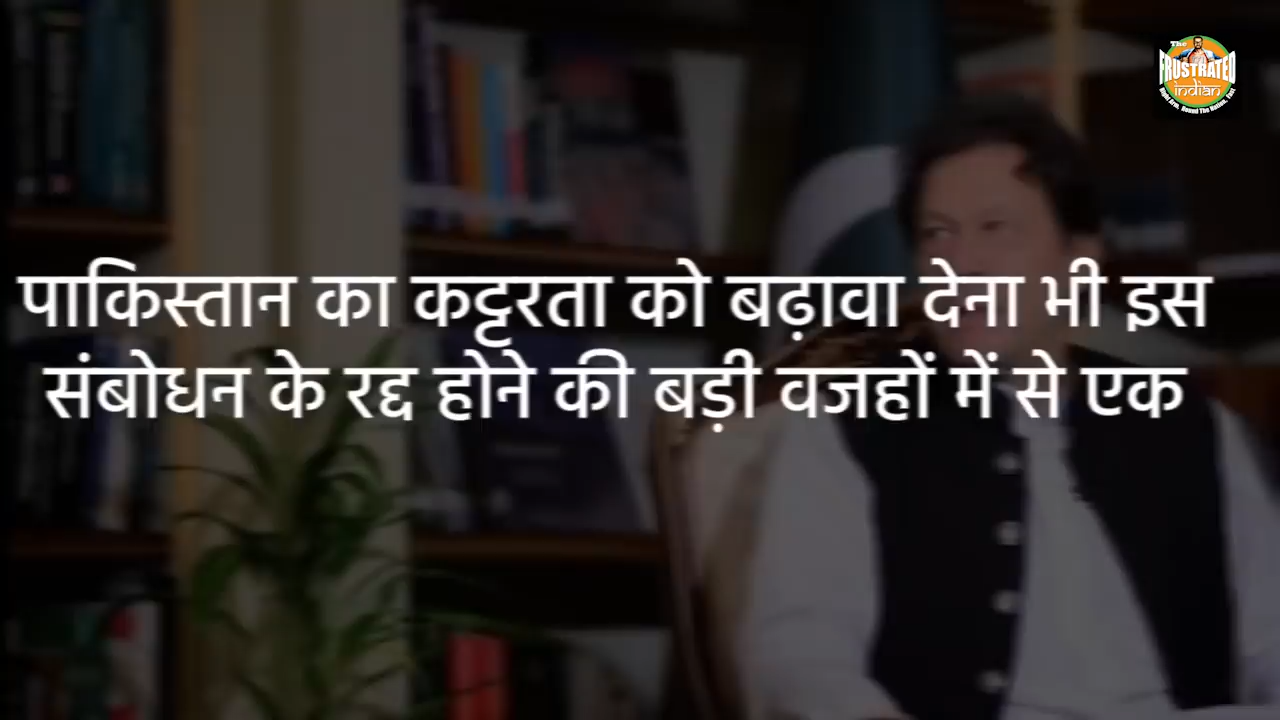 The
FRUSTRATED
indian
पाकिस्तान का कट्टरता को बढ़ावा देना भी इस
संबोधन के रद्द होने की बड़ी वजहों में से एक